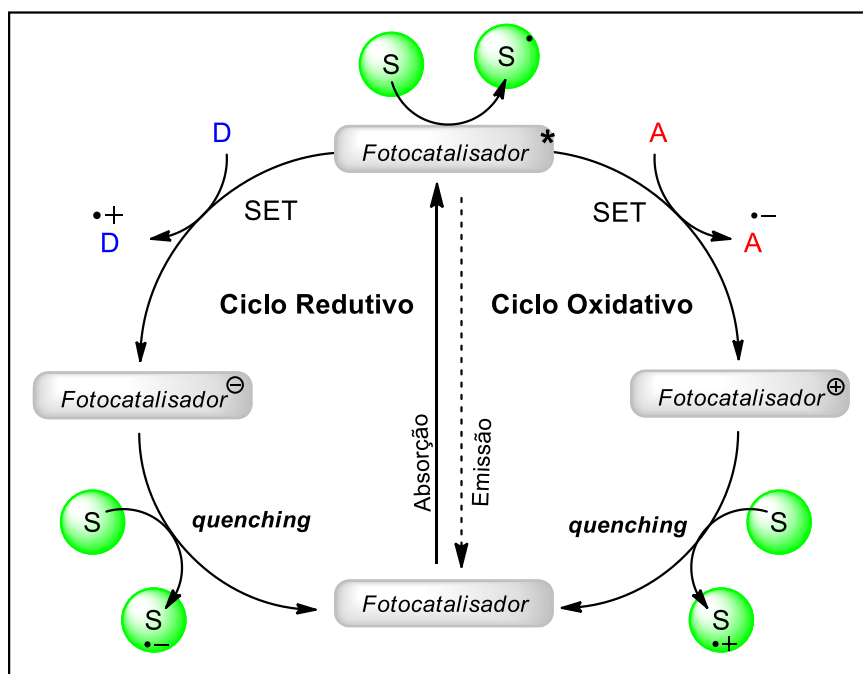 S
S•
D
Fotocatalisador*
A
SET
SET
•+
D
•−
A
Ciclo Redutivo
Ciclo Oxidativo
Fotocatalisador⊖
Fotocatalisador⊕
Absorção
Emissão
S
quenching
quenching
S
Fotocatalisador
S
•−
S
•+